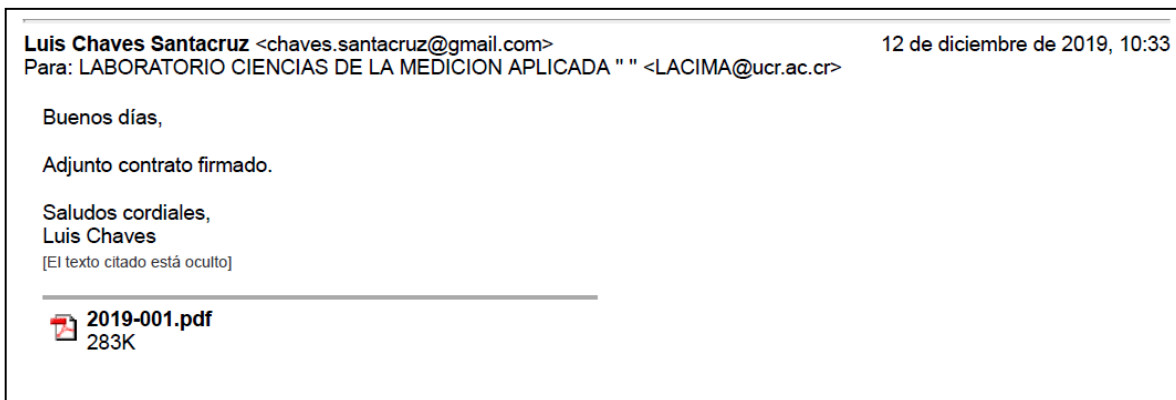 Luis Chaves Santacruz <chaves.santacruz@gmail.com> 12 de diciembre de 2019, 10:33
Para: LABORATORIO CIENCIAS DE LA MEDICION APLICADA " " <LACIMA@ucr.ac.cr>
Buenos días,
Adjunto contrato firmado.
Saludos cordiales,
Luis Chaves
[El texto citado está oculto]
2019-001.pdf
283K